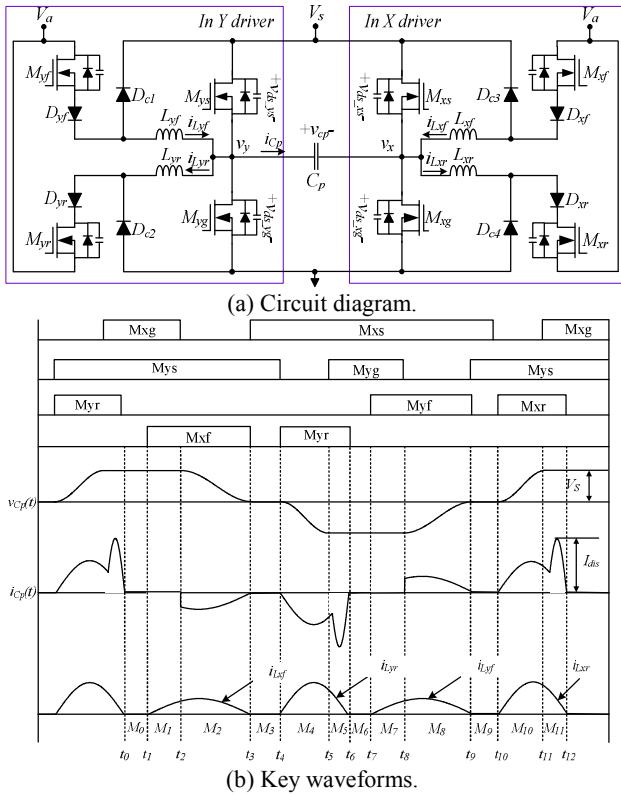 Va In Y driver Vs In X driver Va
Myf Mys Mxs Mxf
Vds_ys Vds_xs
Dyf Dc1 Dc3 Dxf
Lyf iLyf iLxf Lxf
Lyr iLyr vy iCp +vcp- vx iLxr Lxr
Cp
Dyr Dxr
Vds_yg Vds_xg
Myr Dc2 Myg Mxg Dc4 Mxr
(a) Circuit diagram.
Mxg Mxs Mxg
Mys Myg Mys
Myr Myf Mxr
Mxf Myr
vCp(t) VS
iCp(t) Idis
iLxf iLyr iLyf iLxr
M0 M1 M2 M3 M4 M5 M6 M7 M8 M9 M10 M11
t0 t1 t2 t3 t4 t5 t6 t7 t8 t9 t10 t11 t12
(b) Key waveforms.